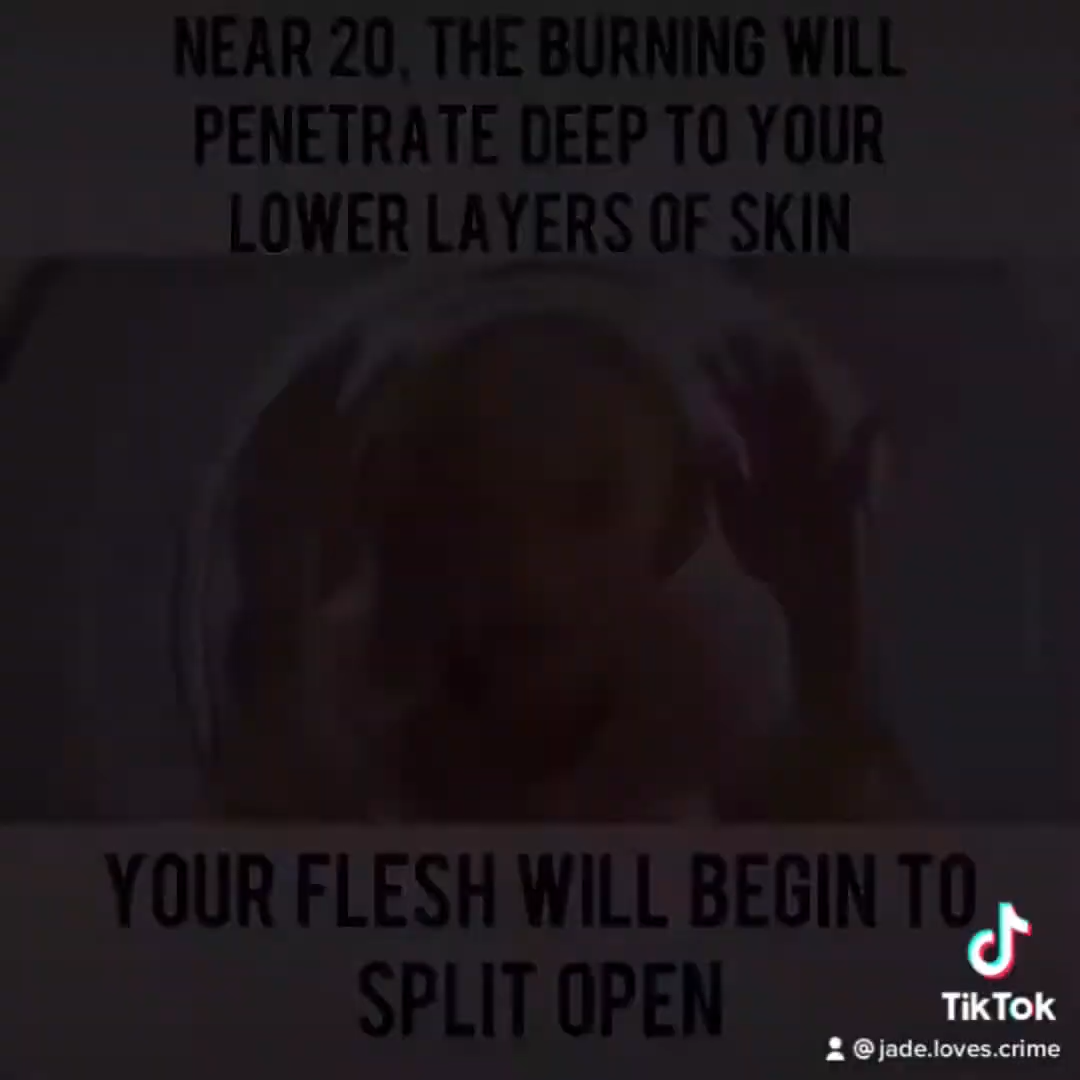 NEAR 20, THE BURNING WILL
PENETRATE DEEP TO YOUR
LOWER LAYERS OF SKIN
YOUR FLESH WILL BEGIN TO
SPLIT OPEN
TikTok
@jade.loves.crime